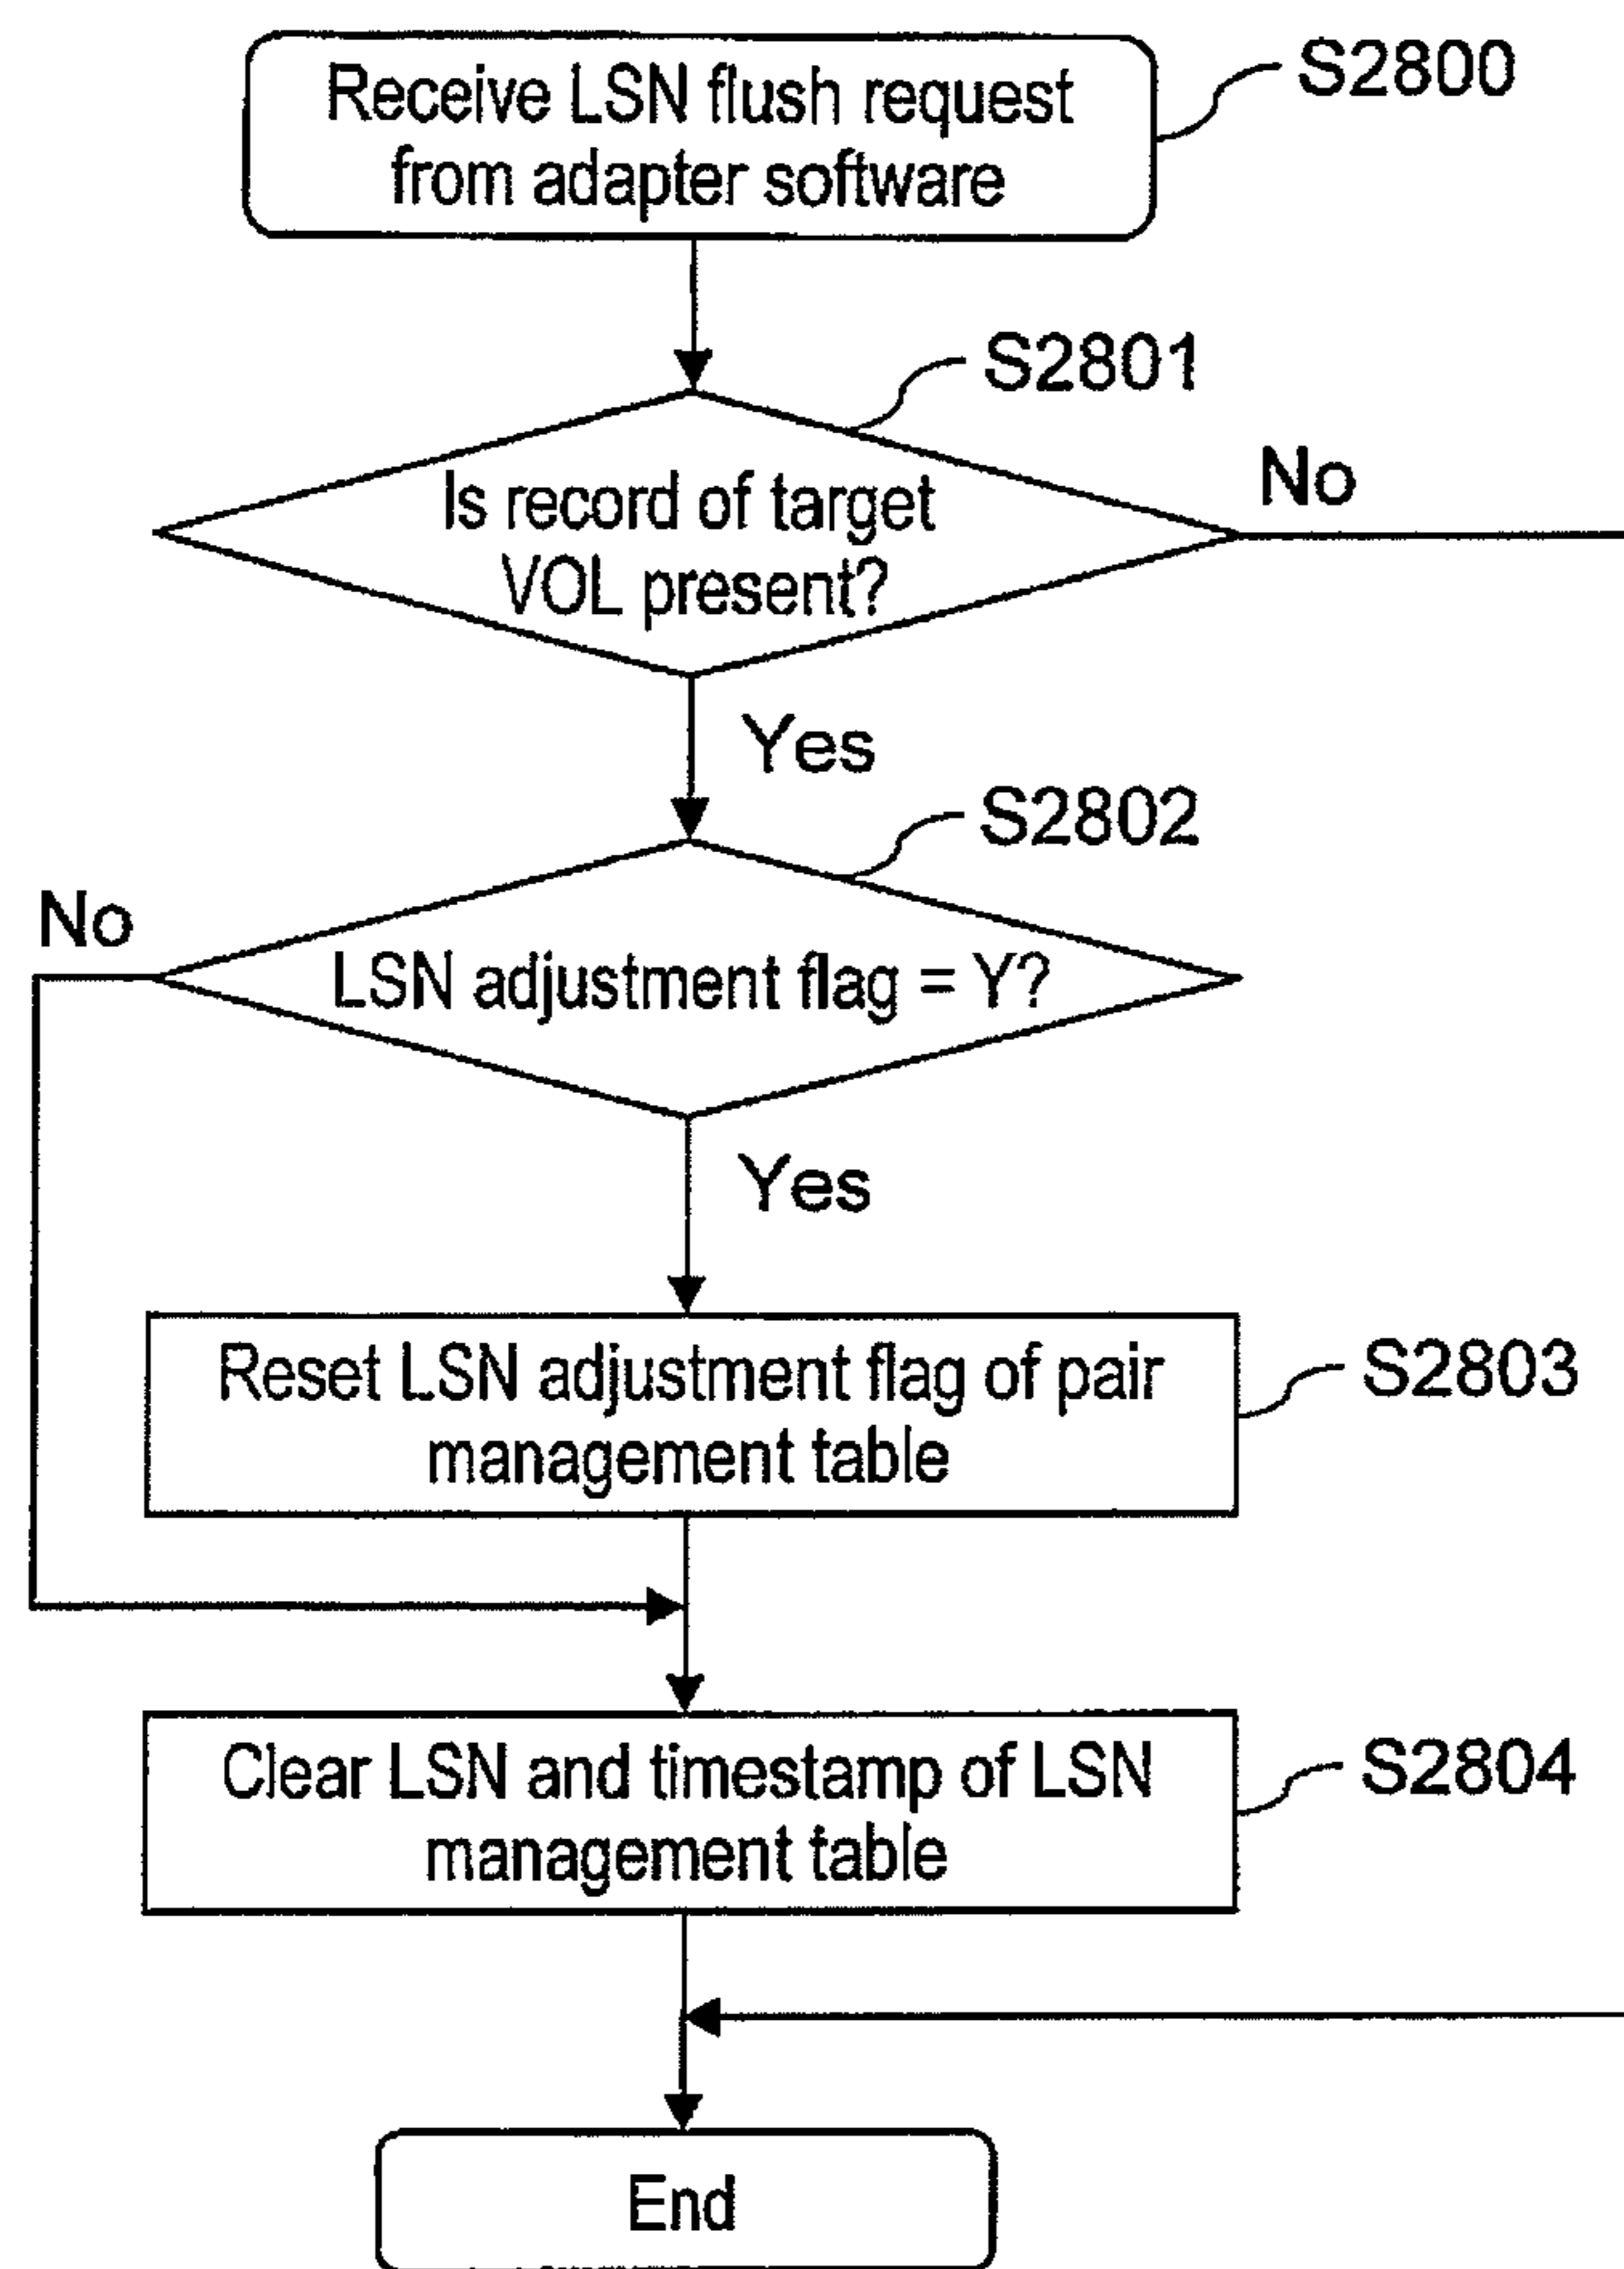 Receive LSN flush request
from adapter software
S2800
S2801
Is record of target
VOL present?
No
Yes
S2802
No
LSN adjustment flag = Y?
Yes
Reset LSN adjustment flag of pair
management table
S2803
Clear LSN and timestamp of LSN
management table
S2804
End